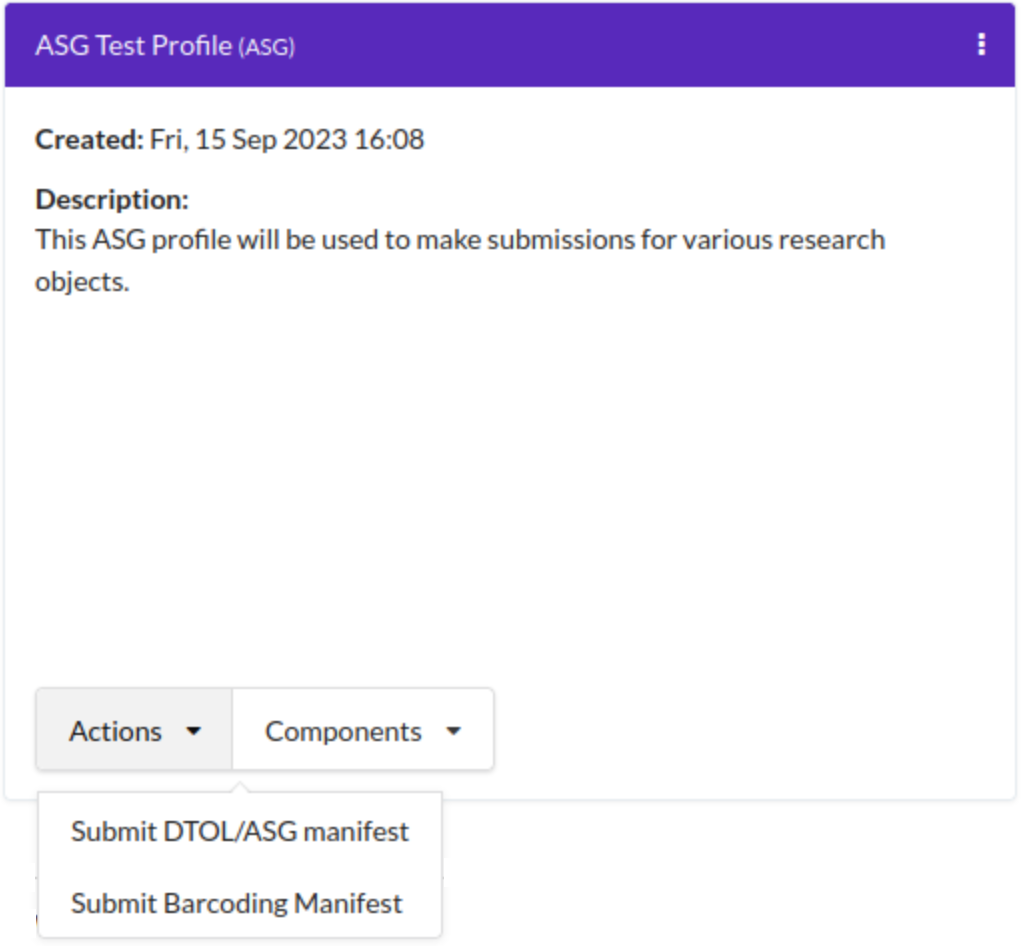 ASG Test Profile (ASG)
Created: Fri, 15 Sep 2023 16:08
Description:
This ASG profile will be used to make submissions for various research
objects.
Actions
Components
Submit DTOL/ASG manifest
Submit Barcoding Manifest